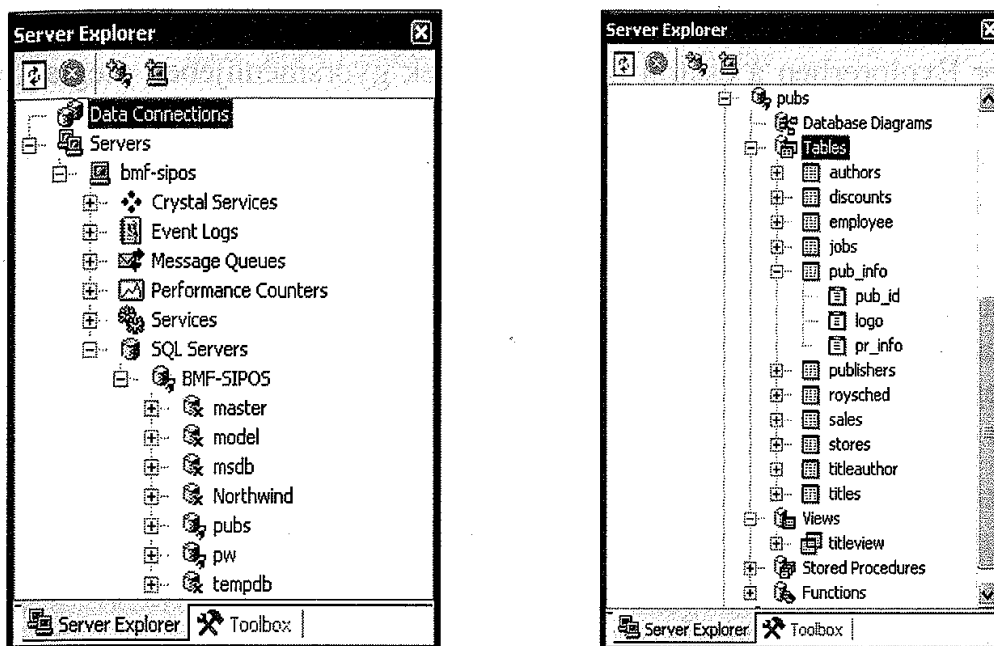 Server Explorer
Data Connections
Servers
bmf-sipos
Crystal Services
Event Logs
Message Queues
Performance Counters
Services
SQL Servers
BMF-SIPOS
master
model
msdb
Northwind
pubs
pw
tempdb
Server Explorer
Toolbox
Server Explorer
pubs
Database Diagrams
Tables
authors
discounts
employee
jobs
pub_info
pub_id
logo
pr_info
publishers
roysched
sales
stores
titleauthor
titles
Views
titleview
Stored Procedures
Functions
Server Explorer
Toolbox